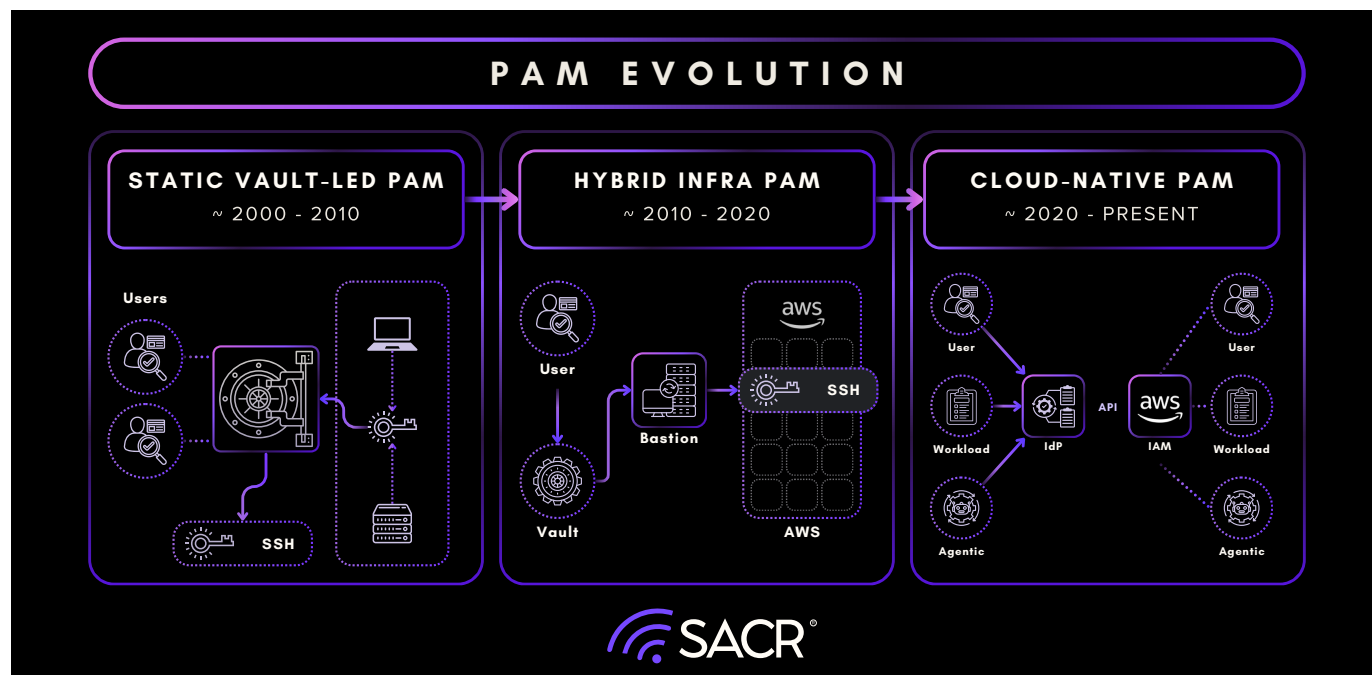 PAM EVOLUTION
STATIC VAULT-LED PAM
~ 2000 - 2010
Users
SSH
HYBRID INFRA PAM
~ 2010 - 2020
User
Vault
Bastion
aws
SSH
AWS
CLOUD-NATIVE PAM
~ 2020 - PRESENT
User
Workload
Agentic
IdP
API
aws
IAM
User
Workload
Agentic
SACR®